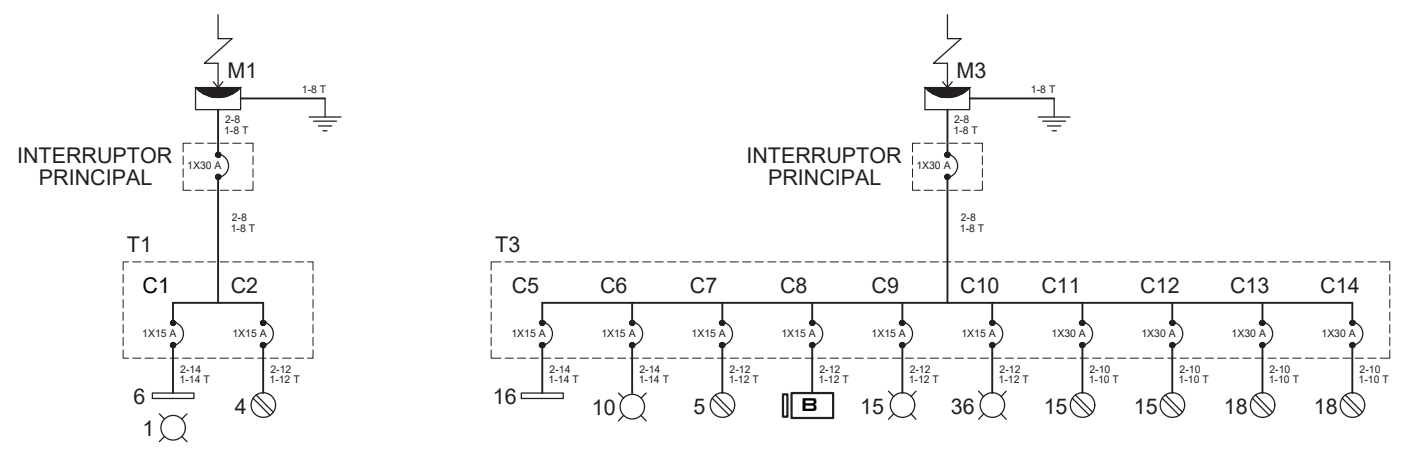 M1
1-8 T
2-8
1-8 T
INTERRUPTOR
PRINCIPAL
1X30 A
2-8
1-8 T
T1
C1
C2
1X15 A
1X15 A
2-14
1-14 T
2-12
1-12 T
6
4
1
M3
1-8 T
2-8
1-8 T
INTERRUPTOR
PRINCIPAL
1X30 A
2-8
1-8 T
T3
C5
C6
C7
C8
C9
C10
C11
C12
C13
C14
1X15 A
1X15 A
1X15 A
1X15 A
1X15 A
1X15 A
1X30 A
1X30 A
1X30 A
1X30 A
2-14
1-14 T
2-14
1-14 T
2-12
1-12 T
2-12
1-12 T
2-12
1-12 T
2-12
1-12 T
2-10
1-10 T
2-10
1-10 T
2-10
1-10 T
2-10
1-10 T
16
10
5
B
15
36
15
15
18
18